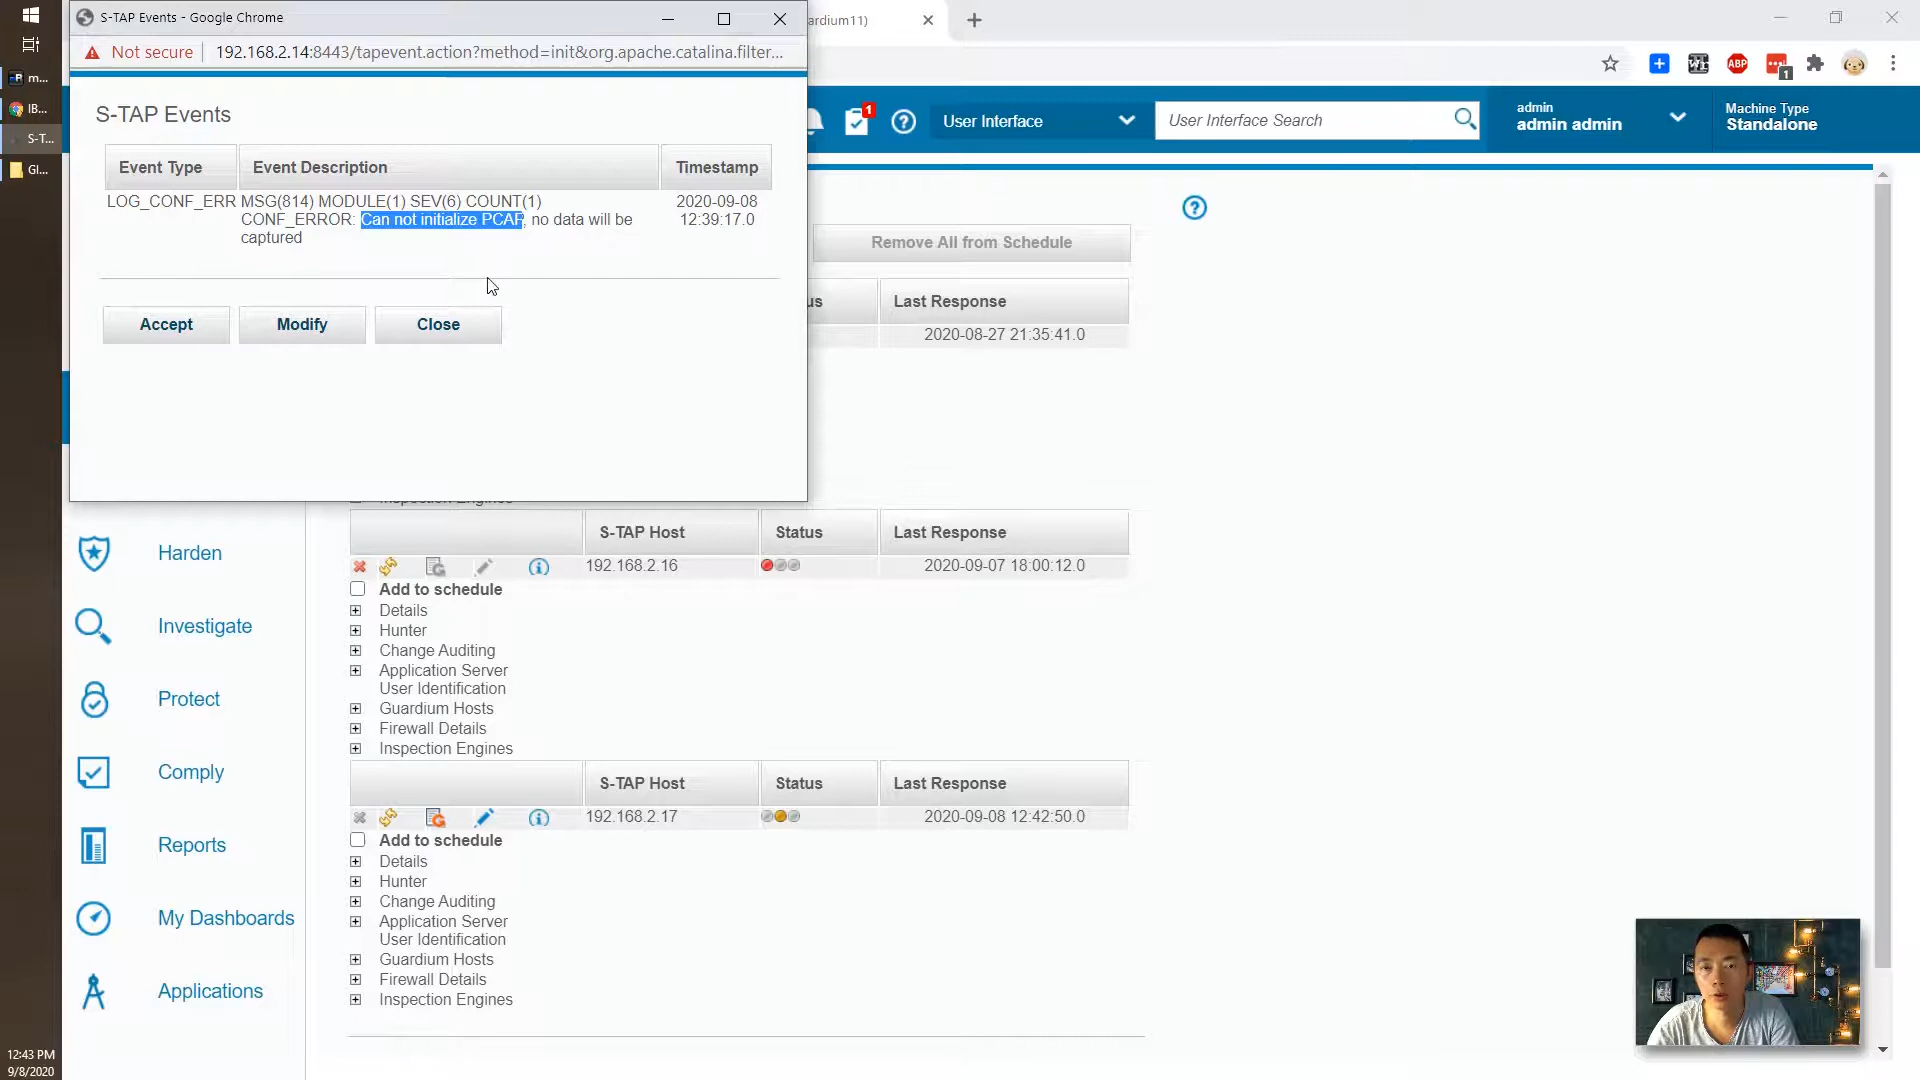 S-TAP Events - Google Chrome
ardium11)
Not secure
192.168.2.14:8443/tapevent.action?method=init&org.apache.catalina.filter...
ABP
1
m...
IB...
S-T...
Gl...
S-TAP Events
1
User Interface
User Interface Search
admin
admin admin
Machine Type
Standalone
Event Type
Event Description
Timestamp
LOG_CONF_ERR
MSG(814) MODULE(1) SEV(6) COUNT(1)
CONF_ERROR: Can not initialize PCAP, no data will be
captured
2020-09-08
12:39:17.0
Remove All from Schedule
us
Last Response
2020-08-27 21:35:41.0
Accept
Modify
Close
Inspection Engines
S-TAP Host
Status
Last Response
192.168.2.16
2020-09-07 18:00:12.0
Add to schedule
Details
Hunter
Change Auditing
Application Server
User Identification
Guardium Hosts
Firewall Details
Inspection Engines
S-TAP Host
Status
Last Response
192.168.2.17
2020-09-08 12:42:50.0
Add to schedule
Details
Hunter
Change Auditing
Application Server
User Identification
Guardium Hosts
Firewall Details
Inspection Engines
Harden
Investigate
Protect
Comply
Reports
My Dashboards
Applications
12:43 PM
9/8/2020